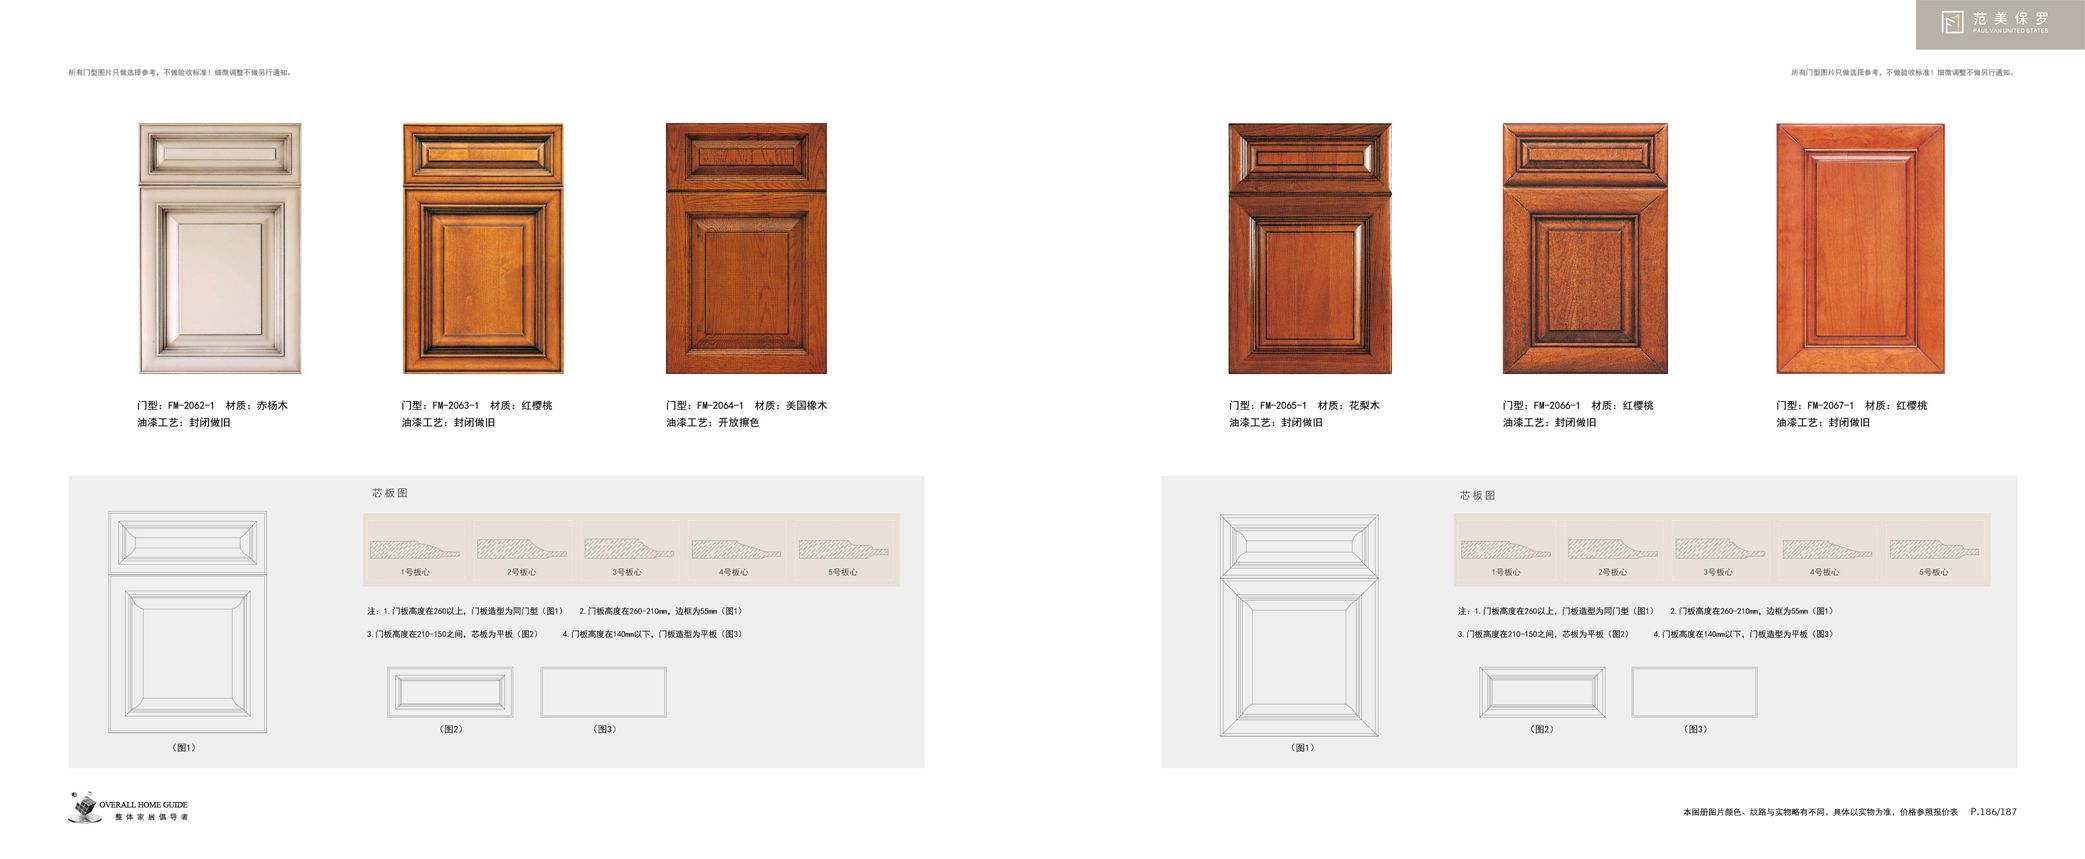 范美保罗
PAUL VAN UNITED STATES
所有门型图片只做选择参考，不做验收标准！细微调整不做另行通知。
所有门型图片只做选择参考，不做验收标准！细微调整不做另行通知。
门型：FM-2062-1 材质：赤杨木
油漆工艺：封闭做旧
门型：FM-2063-1 材质：红樱桃
油漆工艺：封闭做旧
门型：FM-2064-1 材质：美国橡木
油漆工艺：开放擦色
门型：FM-2065-1 材质：花梨木
油漆工艺：封闭做旧
门型：FM-2066-1 材质：红樱桃
油漆工艺：封闭做旧
门型：FM-2067-1 材质：红樱桃
油漆工艺：封闭做旧
芯板图
1号板心 2号板心 3号板心 4号板心 5号板心
注：1.门板高度在260以上，门板造型为同门型（图1） 2.门板高度在260-210mm，边框为55mm（图1）
3.门板高度在210-150之间，芯板为平板（图2） 4.门板高度在140mm以下，门板造型为平板（图3）
（图2） （图3）
（图1）
芯板图
1号板心 2号板心 3号板心 4号板心 5号板心
注：1.门板高度在260以上，门板造型为同门型（图1） 2.门板高度在260-210mm，边框为55mm（图1）
3.门板高度在210-150之间，芯板为平板（图2） 4.门板高度在140mm以下，门板造型为平板（图3）
（图2） （图3）
（图1）
OVERALL HOME GUIDE
整体家居倡导者
本画册图片颜色、纹路与实物略有不同，具体以实物为准，价格参照报价表 P.186/187